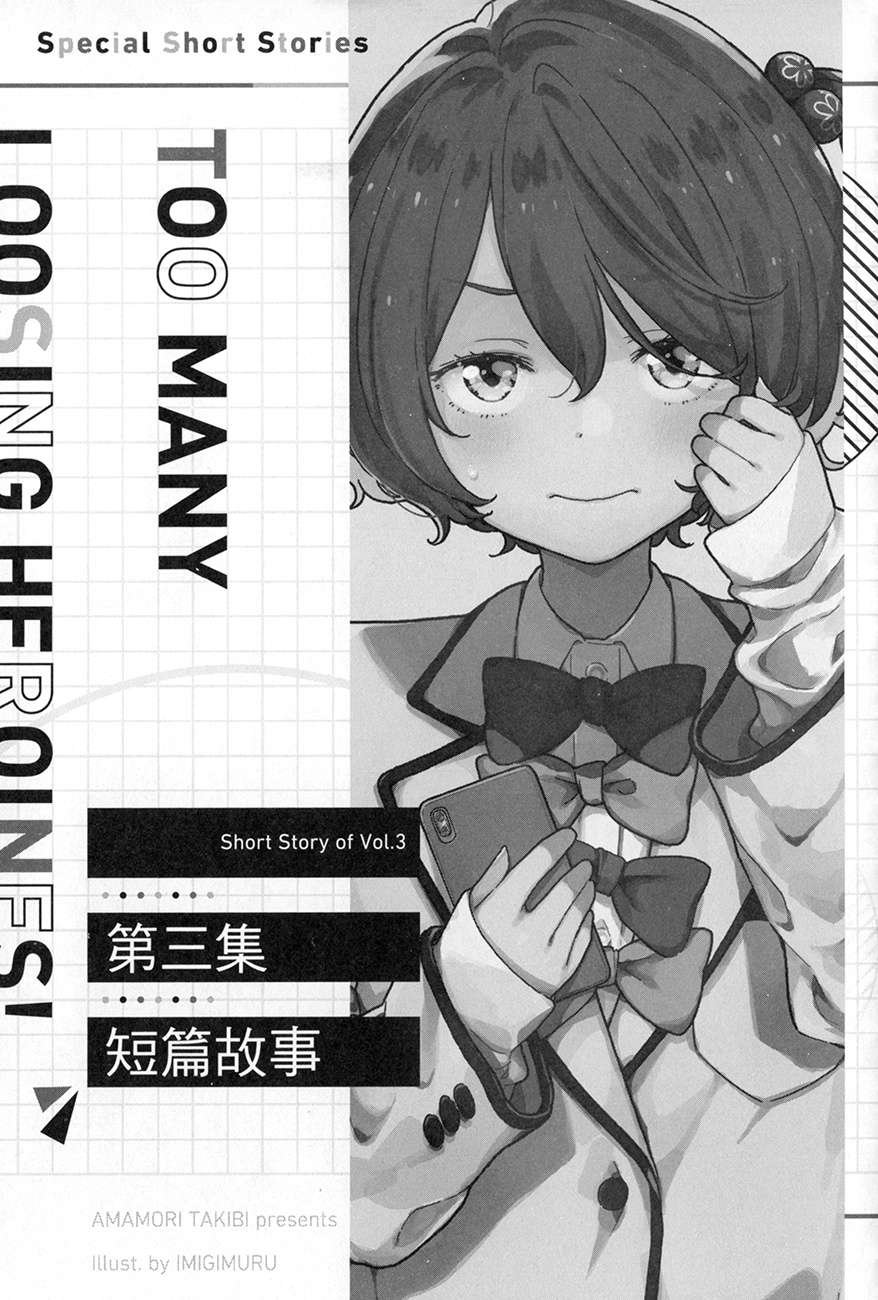 Special Short Stories
TOO MANY
LOOSING HEROINES!
Short Story of Vol.3
第三集
短篇故事
AMAMORI TAKIBI presents
Illust. by IMIGIMURU